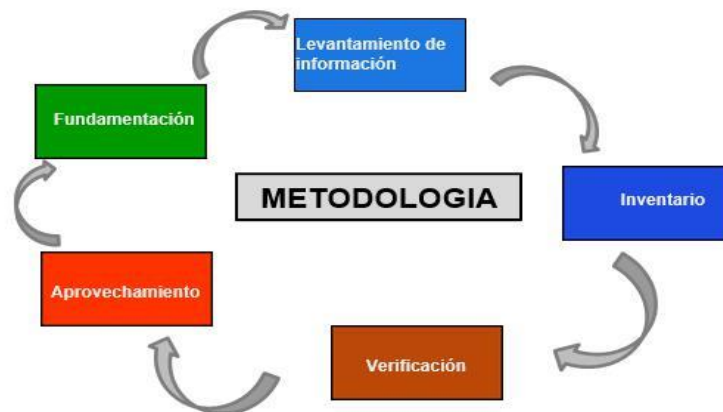 Levantamiento de
información
Fundamentación
METODOLOGIA
Inventario
Aprovechamiento
Verificación